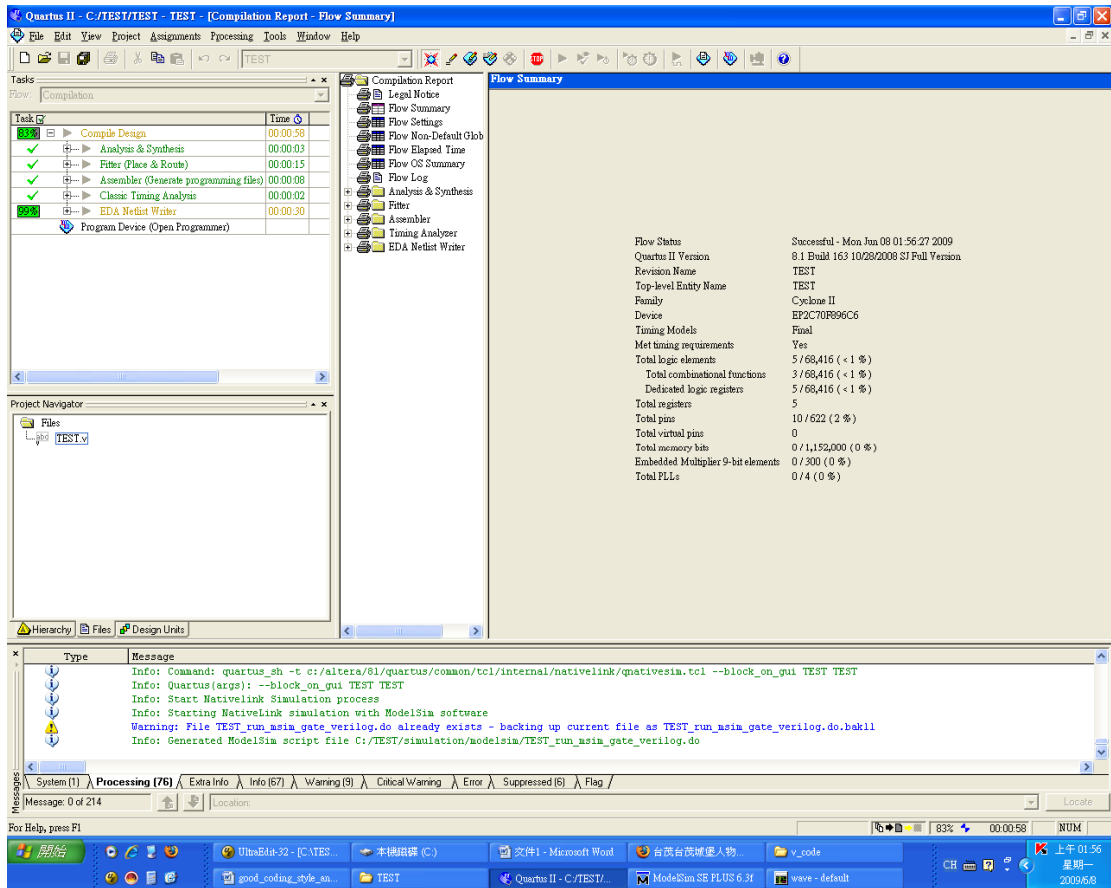 Quartus II - C:/TEST/TEST - TEST - [Compilation Report - Flow Summary]
File Edit View Project Assignments Processing Tools Window Help
TEST
Tasks
Flow: Compilation
Task Time
83% Compile Design 00:00:58
Analysis & Synthesis 00:00:03
Fitter (Place & Route) 00:00:15
Assembler (Generate programming files) 00:00:08
Classic Timing Analysis 00:00:02
99% EDA Netlist Writer 00:00:30
Program Device (Open Programmer)
Project Navigator
Files
abd TEST.v
Hierarchy Files Design Units
Compilation Report
Legal Notice
Flow Summary
Flow Settings
Flow Non-Default Glob
Flow Elapsed Time
Flow OS Summary
Flow Log
Analysis & Synthesis
Fitter
Assembler
Timing Analyzer
EDA Netlist Writer
Flow Summary
Flow Status Successful - Mon Jun 08 01:56:27 2009
Quartus II Version 8.1 Build 163 10/28/2008 SJ Full Version
Revision Name TEST
Top-level Entity Name TEST
Family Cyclone II
Device EP2C70F896C6
Timing Models Final
Met timing requirements Yes
Total logic elements 5 / 68,416 ( < 1 % )
Total combinational functions 3 / 68,416 ( < 1 % )
Dedicated logic registers 5 / 68,416 ( < 1 % )
Total registers 5
Total pins 10 / 622 ( 2 % )
Total virtual pins 0
Total memory bits 0 / 1,152,000 ( 0 % )
Embedded Multiplier 9-bit elements 0 / 300 ( 0 % )
Total PLLs 0 / 4 ( 0 % )
Type Message
Info: Command: quartus_sh -t c:/altera/81/quartus/common/tcl/internal/nativelink/qnativesim.tcl --block_on_gui TEST TEST
Info: Quartus(args): --block_on_gui TEST TEST
Info: Start Nativelink Simulation process
Info: Starting NativeLink simulation with ModelSim software
Warning: File TEST_run_msim_gate_verilog.do already exists - backing up current file as TEST_run_msim_gate_verilog.do.bak11
Info: Generated ModelSim script file C:/TEST/simulation/modelsim/TEST_run_msim_gate_verilog.do
Messages
System (1) Processing (76) Extra Info Info (67) Warning (9) Critical Warning Error Suppressed (6) Flag
Message: 0 of 214 Location: Locate
For Help, press F1 83% 00:00:58 NUM
開始 UltraEdit-32 - [C:\TES... 本機磁碟 (C:) 文件1 - Microsoft Word 台茂台茂城堡人物... v_code
good_coding_style_an... TEST Quartus II - C:/TEST/... ModelSim SE PLUS 6.3f wave - default
CH
上午 01:56
星期一
2009/6/8